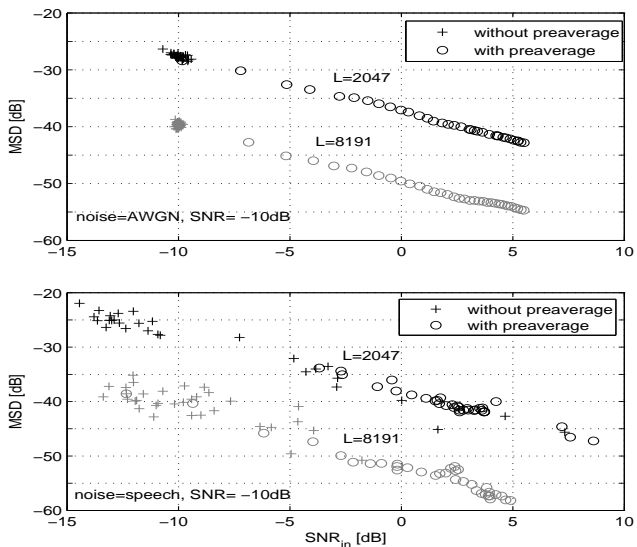 −20
without preaverage
with preaverage
−30
L=2047
MSD [dB]
−40
L=8191
−50
noise=AWGN, SNR= −10dB
−60
−15 −10 −5 0 5 10
−20
without preaverage
with preaverage
−30
L=2047
MSD [dB]
−40
L=8191
−50
noise=speech, SNR= −10dB
−60
−15 −10 −5 0 5 10
SNRin [dB]